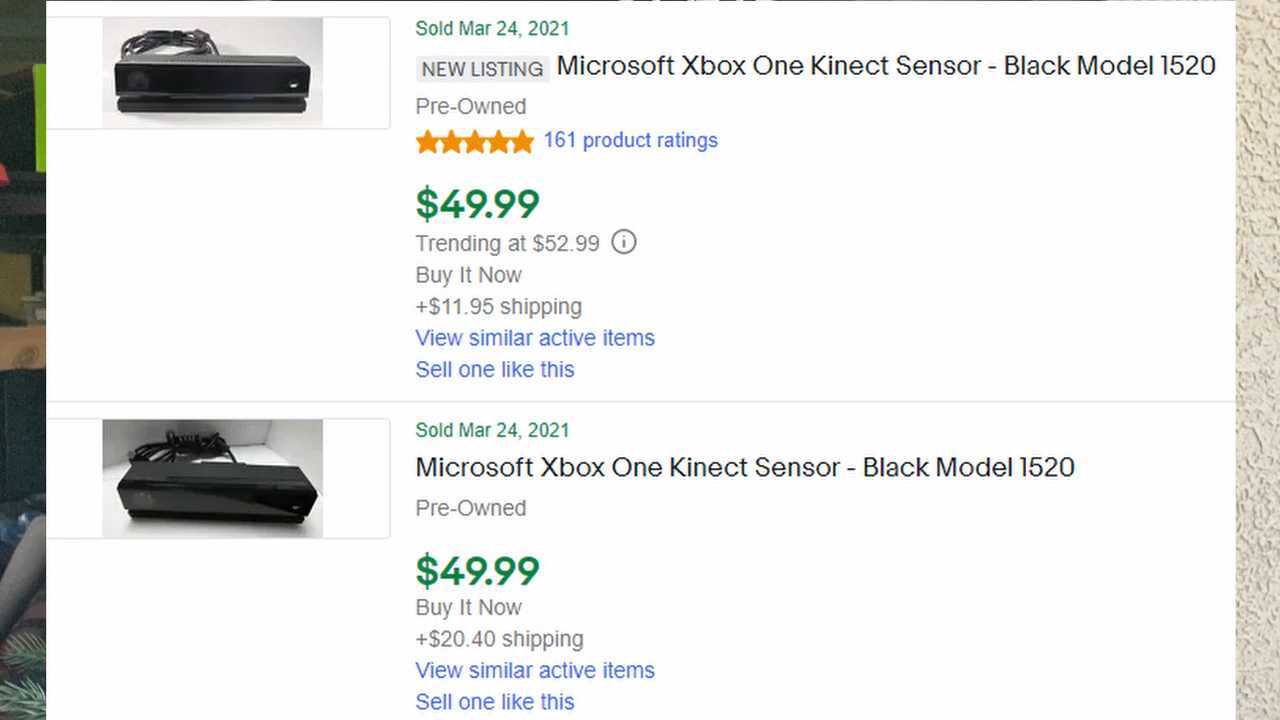 Sold Mar 24, 2021
NEW LISTING Microsoft Xbox One Kinect Sensor - Black Model 1520
Pre-Owned
161 product ratings
$49.99
Trending at $52.99
Buy It Now
+$11.95 shipping
View similar active items
Sell one like this
Sold Mar 24, 2021
Microsoft Xbox One Kinect Sensor - Black Model 1520
Pre-Owned
$49.99
Buy It Now
+$20.40 shipping
View similar active items
Sell one like this